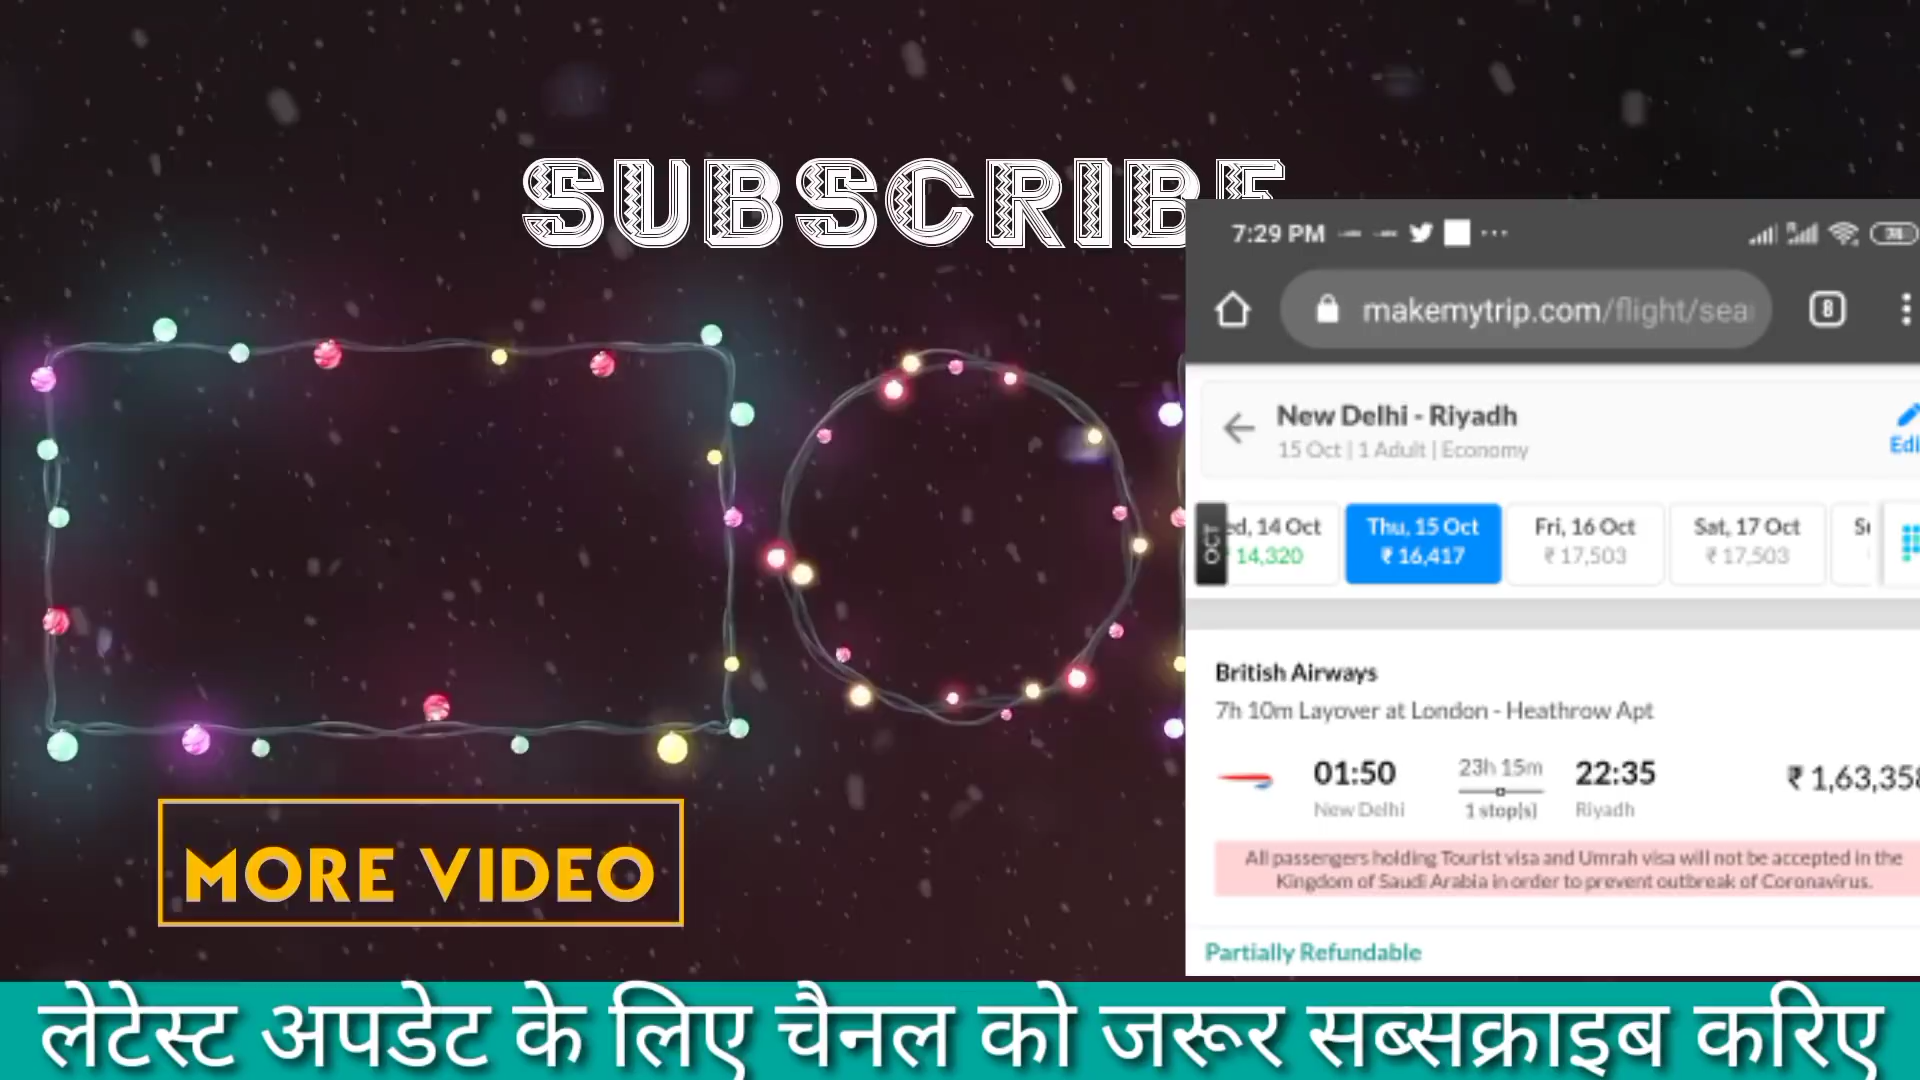 SUBSCRIBE
7:29 PM
makemytrip.com/flight/sea
8
New Delhi - Riyadh
15 Oct | 1 Adult | Economy
Edi
OCT
ed, 14 Oct
14,320
Thu, 15 Oct
₹ 16,417
Fri, 16 Oct
₹ 17,503
Sat, 17 Oct
₹ 17,503
British Airways
7h 10m Layover at London - Heathrow Apt
01:50
23h 15m
22:35
₹ 1,63,358
New Delhi
1 stop(s)
Riyadh
All passengers holding Tourist visa and Umrah visa will not be accepted in the
Kingdom of Saudi Arabia in order to prevent outbreak of Coronavirus.
Partially Refundable
MORE VIDEO
लेटेस्ट अपडेट के लिए चैनल को जरूर सब्सक्राइब करिए